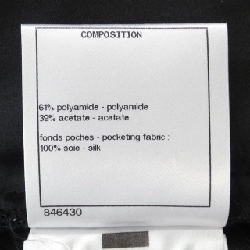 COMPOSITION
61% polyamide - polyamide
39% acetate - acetate
fonds poches - pocketing fabric :
100% soie - silk
846430